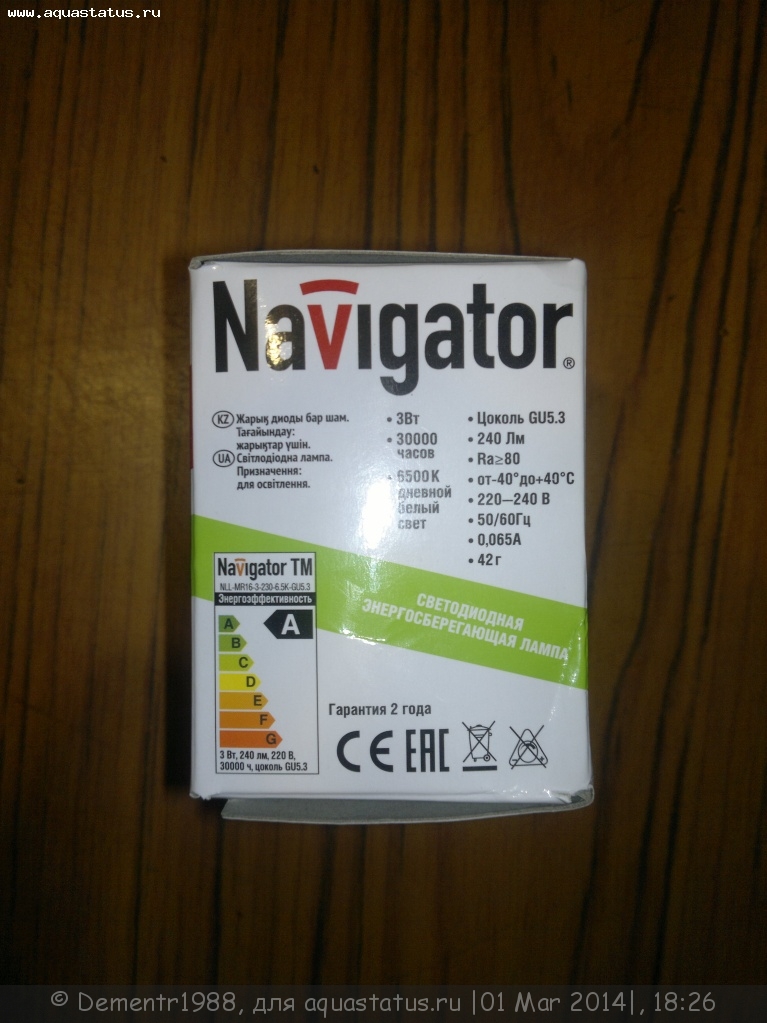 www.aquastatus.ru
Navigator®
KZ Жарық диоды бар шам.
Тағайындау:
жарықтар үшін.
UA Світлодіодна лампа.
Призначення:
для освітлення.
• 3Вт
• 30000
часов
• 6500К
дневной
белый
свет
• Цоколь GU5.3
• 240 Лм
• Ra≥80
• от-40°до+40°С
• 220—240 В
• 50/60Гц
• 0,065А
• 42 г
Navigator TM
NLL-MR16-3-230-6.5K-GU5.3
Энергоэффективность
A
A
B
C
D
E
F
G
3 Вт, 240 лм, 220 В,
30000 ч, цоколь GU5.3
СВЕТОДИОДНАЯ
ЭНЕРГОСБЕРЕГАЮЩАЯ ЛАМПА
Гарантия 2 года
CE EAC
© Dementr1988, для aquastatus.ru |01 Mar 2014|, 18:26